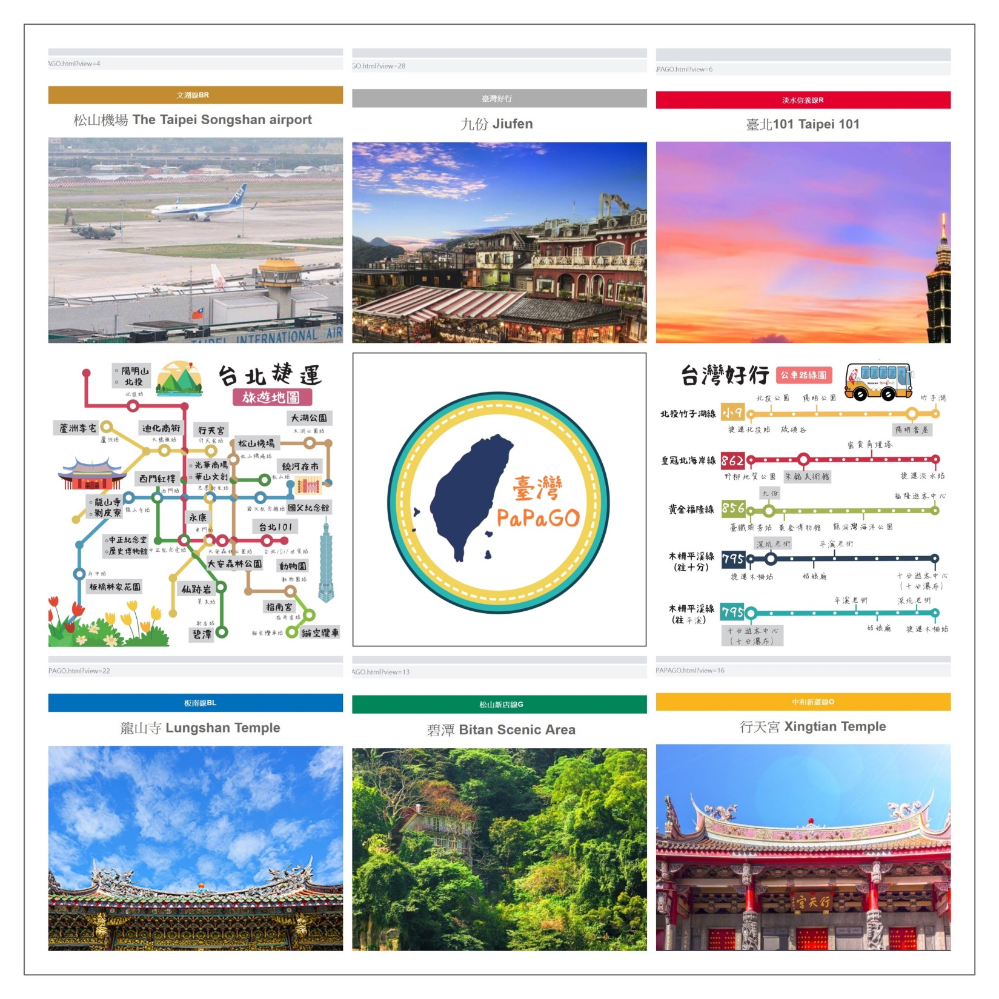 AGO.html?view=4
文湖線BR
松山機場 The Taipei Songshan airport
TAIPEI INTERNATIONAL AIR
GO.html?view=28
臺灣好行
九份 Jiufen
PAGO.html?view=6
淡水信義線R
臺北101 Taipei 101
台北捷運
旅遊地圖
陽明山
北投
北投站
大湖公園
大湖公園站
蘆洲李宅
蘆洲站
迪化商街
大橋頭站
行天宮
行天宮站
松山機場
松山機場站
光華商場
華山文創
忠孝新生站
饒河夜市
松山站
西門紅樓
西門站
龍山寺
剝皮寮
龍山寺站
國父紀念館站
國父紀念館
永康
東門站
台北101
中正紀念堂
歷史博物館
中正紀念堂站
大安森林公園站
台北101/世貿站
大安森林公園
動物園
動物園站
府中站
板橋林家花園
仙跡岩
景美站
指南宮
指南宮站
新店站
碧潭
貓空纜車站
貓空纜車
臺灣
PaPaGO
台灣好行
公車路線圖
北投公園
陽明公園
竹子湖
北投竹子湖線
小9
捷運北投站
硫磺谷
陽明書屋
富貴角燈塔
皇冠北海岸線
862
野柳地質公園
朱銘美術館
捷運淡水站
九份
福隆遊客中心
黃金福隆線
856
臺鐵瑞芳站
黃金博物館
龍洞灣海洋公園
深坑老街
平溪老街
木柵平溪線
(往十分)
795
捷運木柵站
姑娘廟
十分遊客中心
(十分瀑布)
平溪老街
深坑老街
木柵平溪線
(往平溪)
795
十分遊客中心
(十分瀑布)
姑娘廟
捷運木柵站
PAGO.html?view=22
板南線BL
龍山寺 Lungshan Temple
AGO.html?view=13
松山新店線G
碧潭 Bitan Scenic Area
PAPAGO.html?view=16
中和新蘆線O
行天宮 Xingtian Temple
宮天行